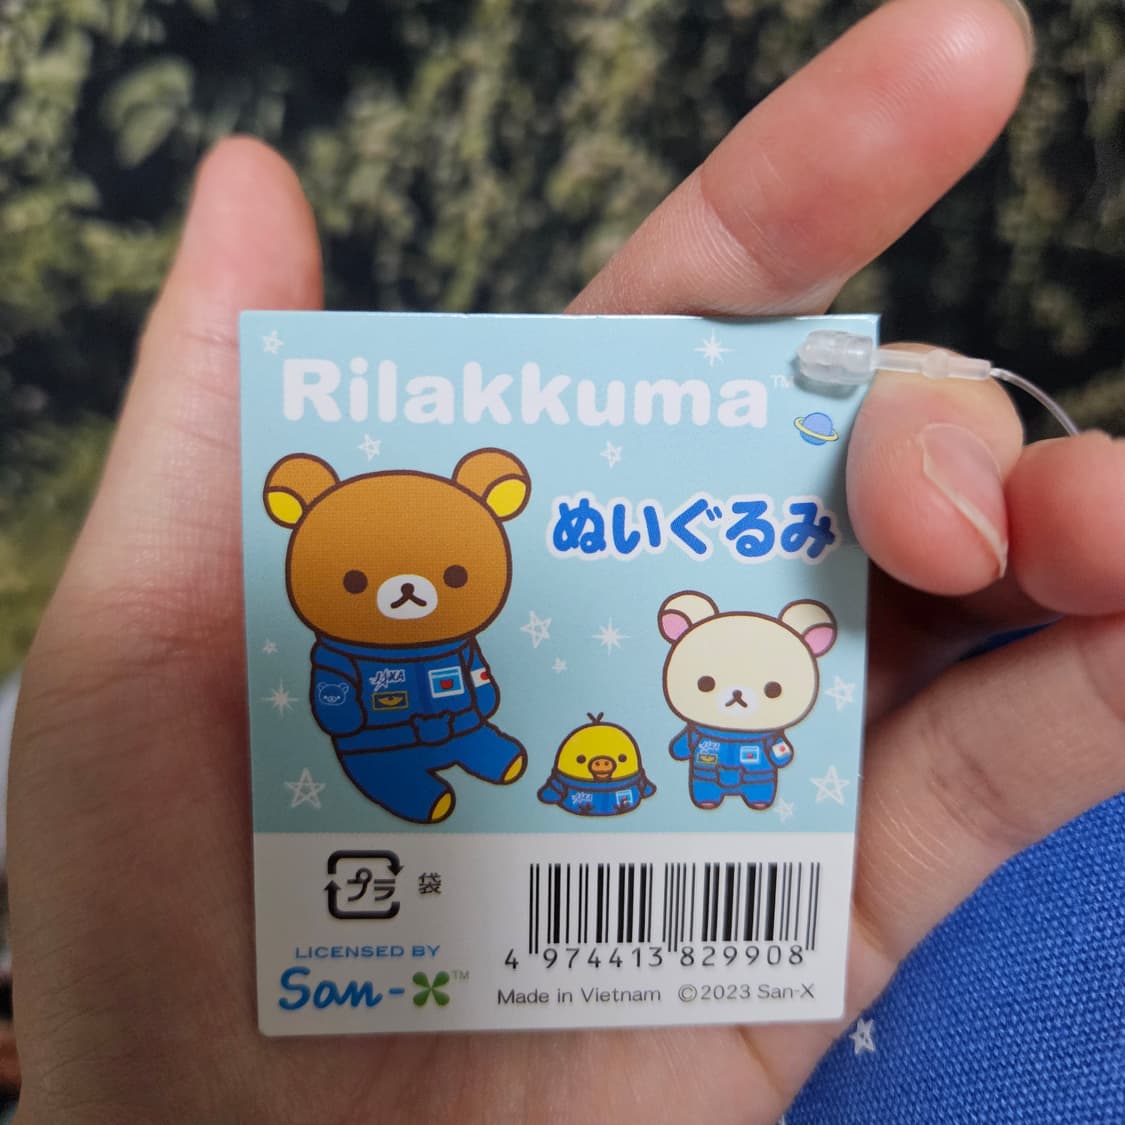 Rilakkuma™
ぬいぐるみ
JAXA
プラ 袋
LICENSED BY
San-X™
4 974413 829908
Made in Vietnam ©2023 San-X